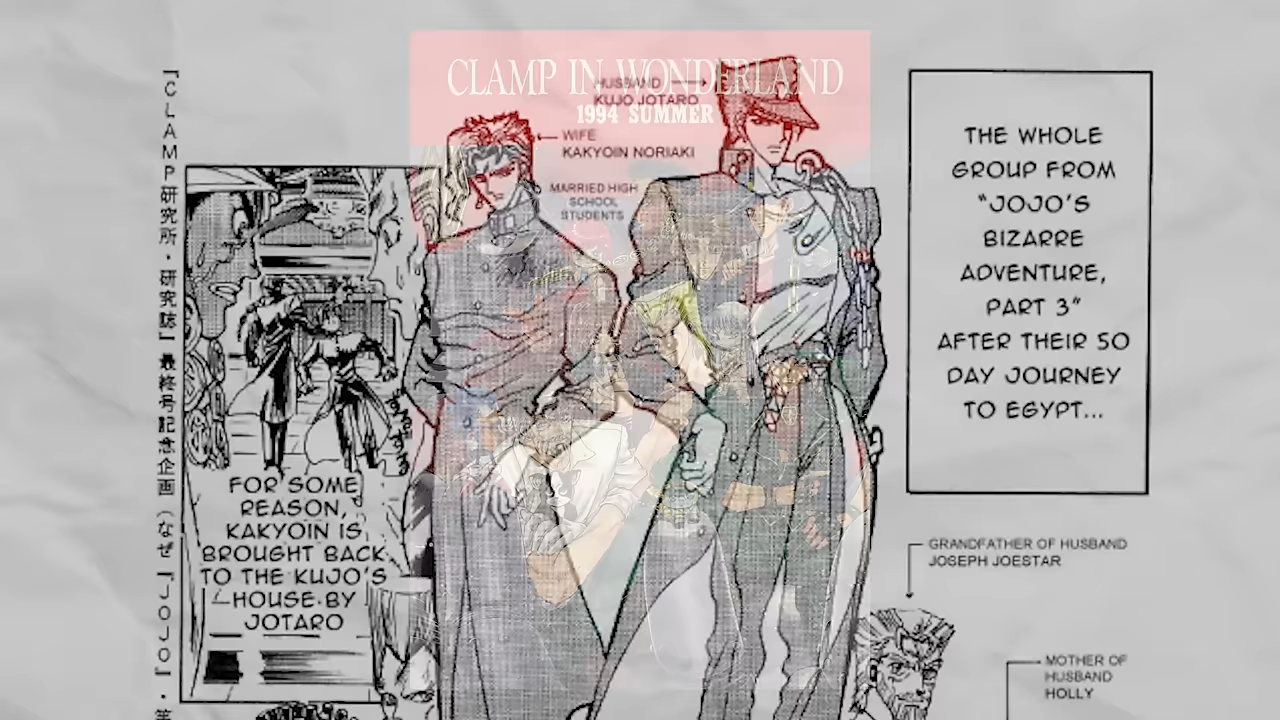 CLAMP IN WONDERLAND
1994 SUMMER
HUSBAND
KUJO JOTARO
WIFE
KAKYOIN NORIAKI
MARRIED HIGH
SCHOOL
STUDENTS
THE WHOLE
GROUP FROM
“JOJO’S
BIZARRE
ADVENTURE,
PART 3”
AFTER THEIR 50
DAY JOURNEY
TO EGYPT...
『CLAMP研究所・研究誌』最終号記念企画（なぜ『JOJO』・
FOR SOME
REASON,
KAKYOIN IS
BROUGHT BACK
TO THE KUJO’S
HOUSE BY
JOTARO
GRANDFATHER OF HUSBAND
JOSEPH JOESTAR
MOTHER OF
HUSBAND
HOLLY